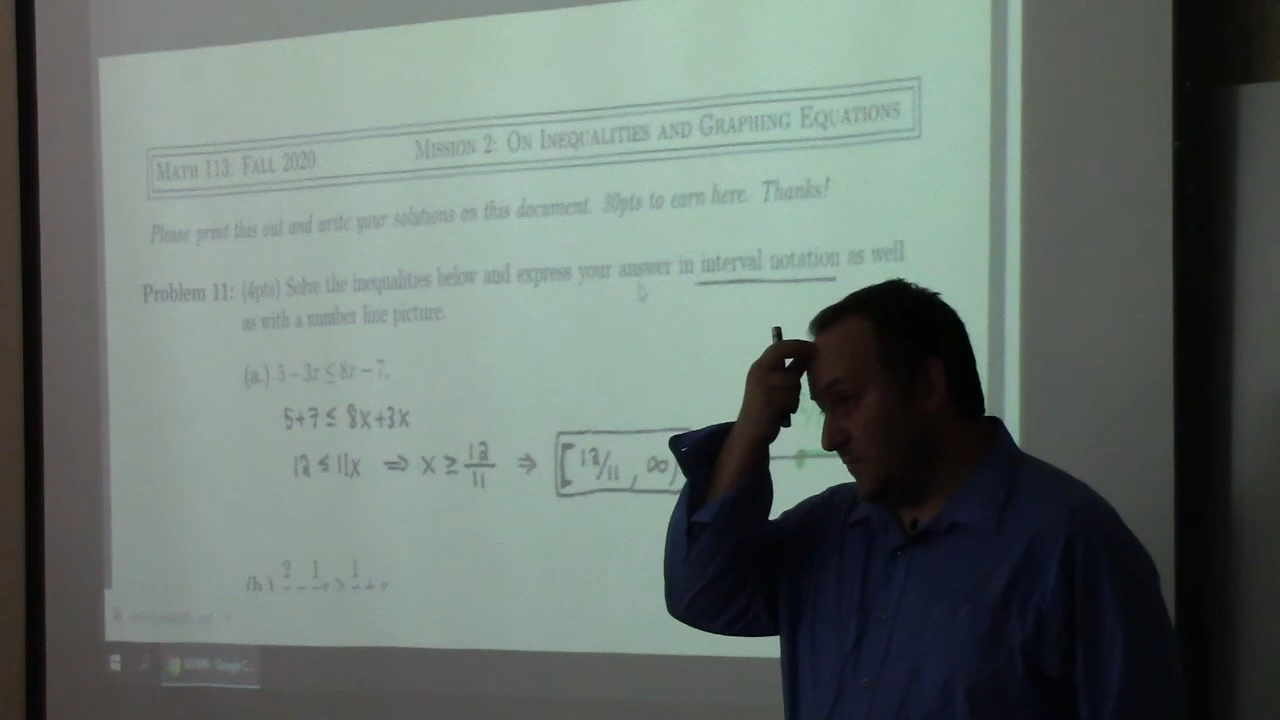 MATH 113: FALL 2020 MISSION 2: ON INEQUALITIES AND GRAPHING EQUATIONS
Please print this out and write your solutions on this document. 30pts to earn here. Thanks!
Problem 11: (4pts) Solve the inequalities below and express your answer in interval notation as well
as with a number line picture.
(a.) 5 − 3x ≤ 8x − 7.
5+7 ≤ 8x+3x
12 ≤ 11x ⇒ x ≥ 12/11 ⇒ [12/11, ∞)